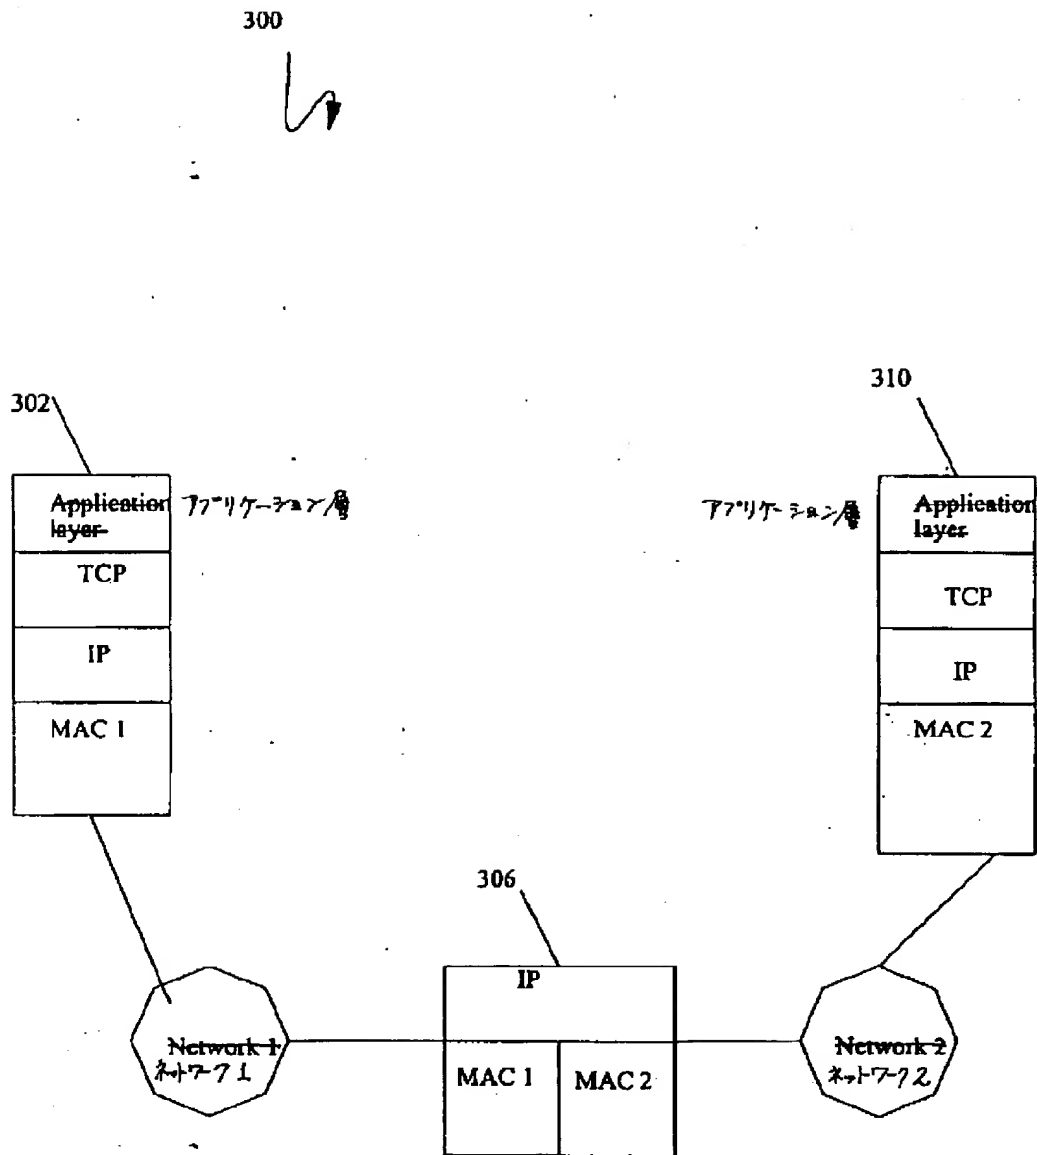 300
302
310
Application アプリケーション層
layer
アプリケーション層 Application
layer
TCP
TCP
IP
IP
MAC 1
MAC 2
306
IP
Network 1
ネットワーク1
MAC 1
MAC 2
Network 2
ネットワーク2